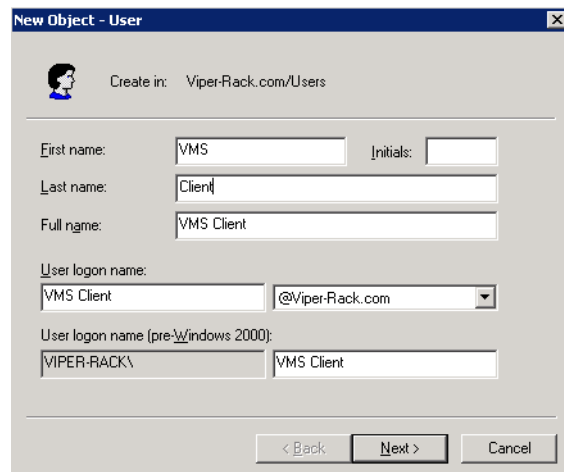 New Object - User
Create in: Viper-Rack.com/Users
First name: VMS Initials:
Last name: Client
Full name: VMS Client
User logon name:
VMS Client @Viper-Rack.com
User logon name (pre-Windows 2000):
VIPER-RACK\ VMS Client
< Back Next > Cancel